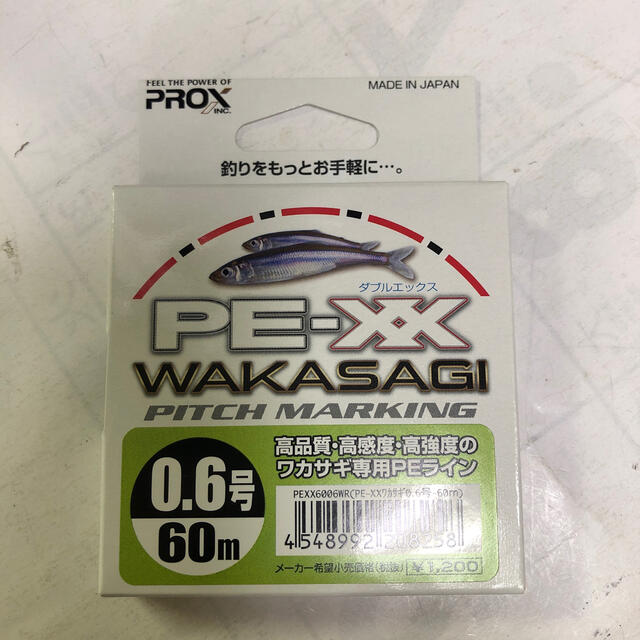 FEEL THE POWER OF
PROX INC.
MADE IN JAPAN
釣りをもっとお手軽に…。
ダブルエックス
PE-XX
WAKASAGI
PITCH MARKING
0.6号
60m
高品質・高感度・高強度の
ワカサギ専用PEライン
PEXX6006WR(PE-XXワカサギ0.6号 60m)
4 548992 208258
メーカー希望小売価格(税抜) ¥1,200